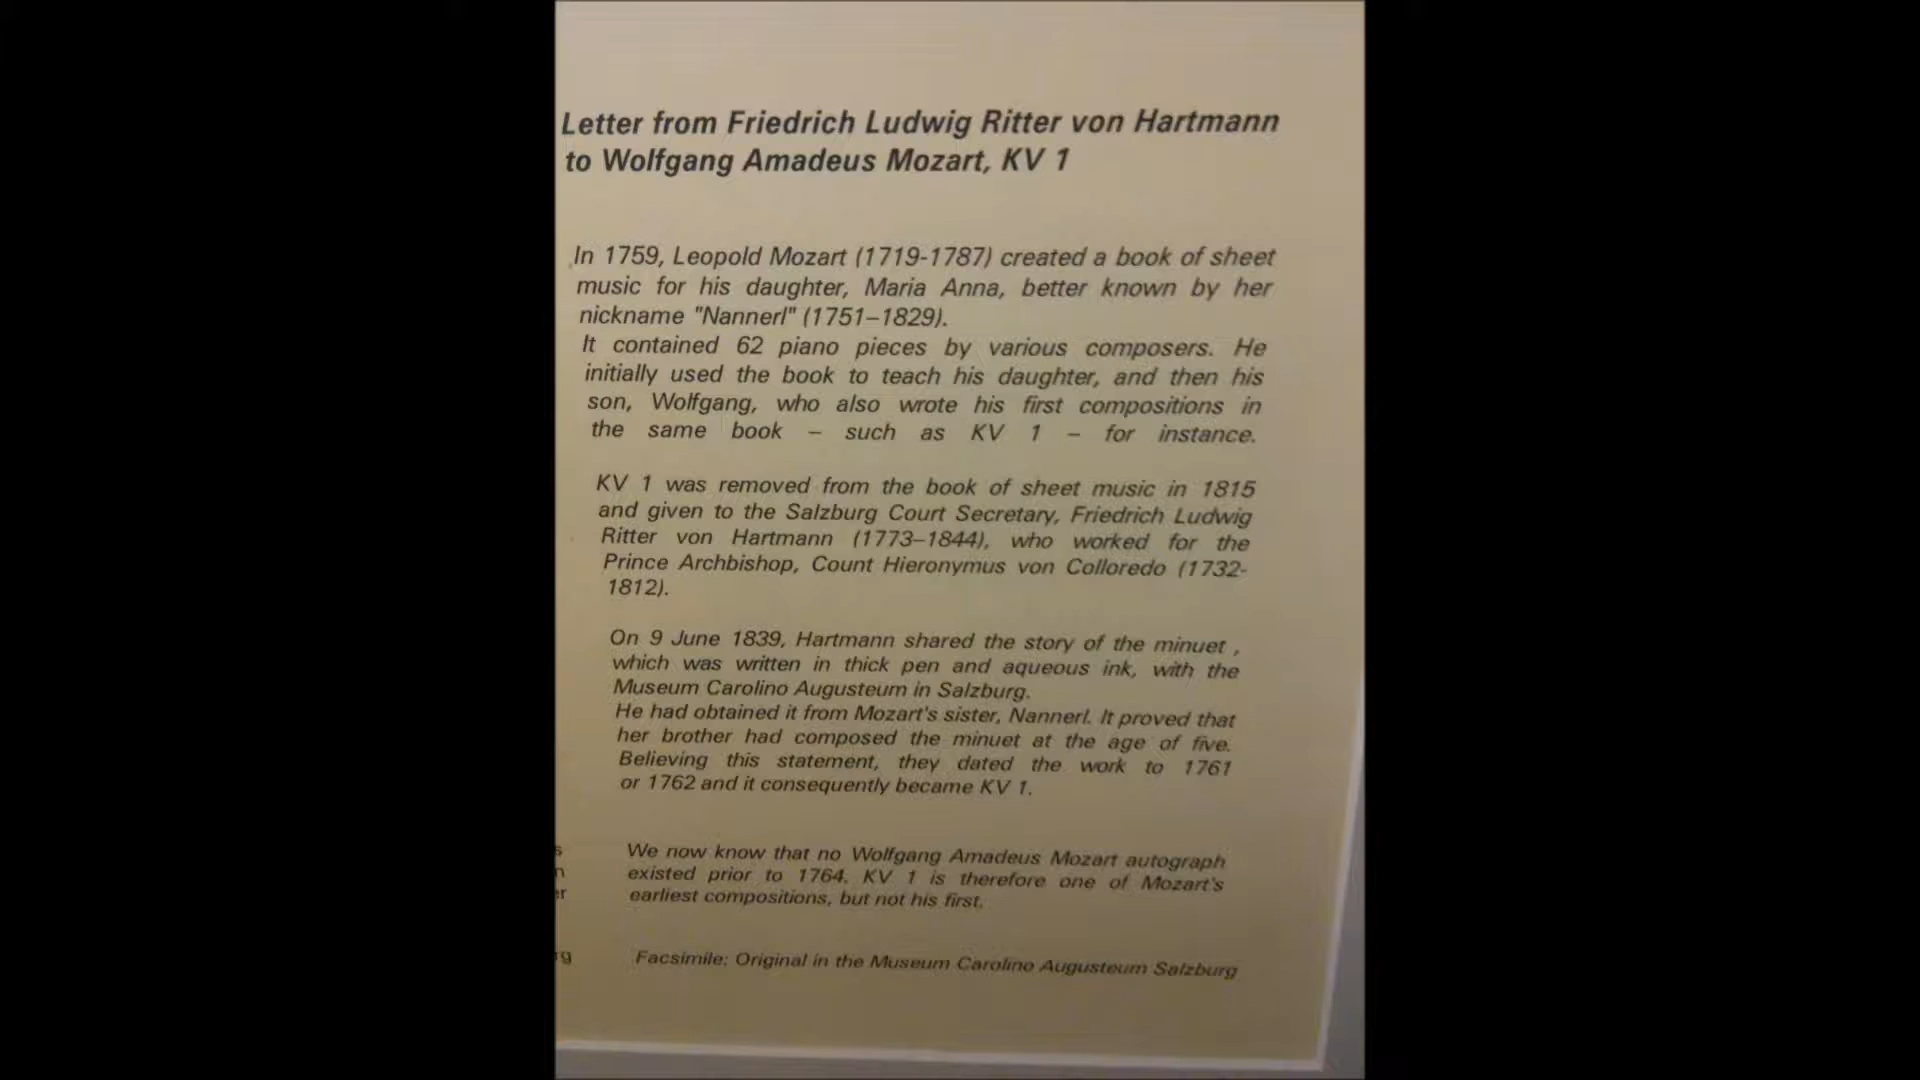 Letter from Friedrich Ludwig Ritter von Hartmann
to Wolfgang Amadeus Mozart, KV 1
In 1759, Leopold Mozart (1719-1787) created a book of sheet
music for his daughter, Maria Anna, better known by her
nickname "Nannerl" (1751–1829).
It contained 62 piano pieces by various composers. He
initially used the book to teach his daughter, and then his
son, Wolfgang, who also wrote his first compositions in
the same book – such as KV 1 – for instance.
KV 1 was removed from the book of sheet music in 1815
and given to the Salzburg Court Secretary, Friedrich Ludwig
Ritter von Hartmann (1773–1844), who worked for the
Prince Archbishop, Count Hieronymus von Colloredo (1732-
1812).
On 9 June 1839, Hartmann shared the story of the minuet ,
which was written in thick pen and aqueous ink, with the
Museum Carolino Augusteum in Salzburg.
He had obtained it from Mozart's sister, Nannerl. It proved that
her brother had composed the minuet at the age of five.
Believing this statement, they dated the work to 1761
or 1762 and it consequently became KV 1.
We now know that no Wolfgang Amadeus Mozart autograph
existed prior to 1764. KV 1 is therefore one of Mozart's
earliest compositions, but not his first.
Facsimile: Original in the Museum Carolino Augusteum Salzburg